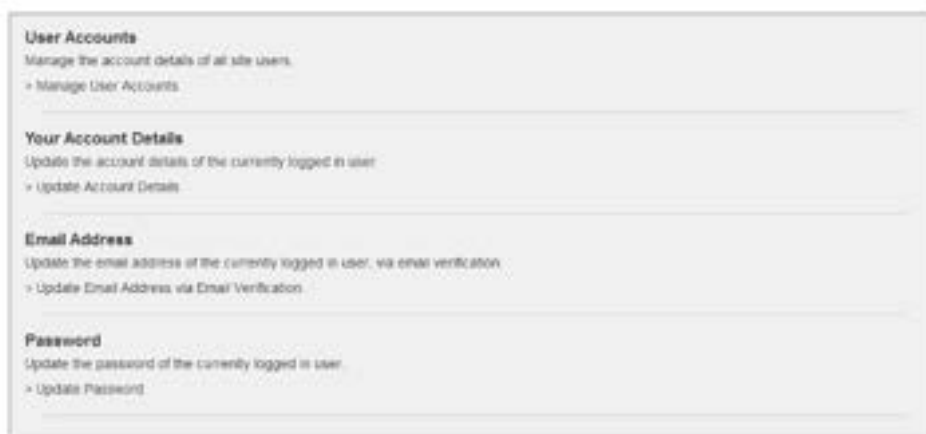 User Accounts
Manage the account details of all site users.
» Manage User Accounts
Your Account Details
Update the account details of the currently logged in user
» Update Account Details
Email Address
Update the email address of the currently logged in user, via email verification
» Update Email Address via Email Verification
Password
Update the password of the currently logged in user.
» Update Password